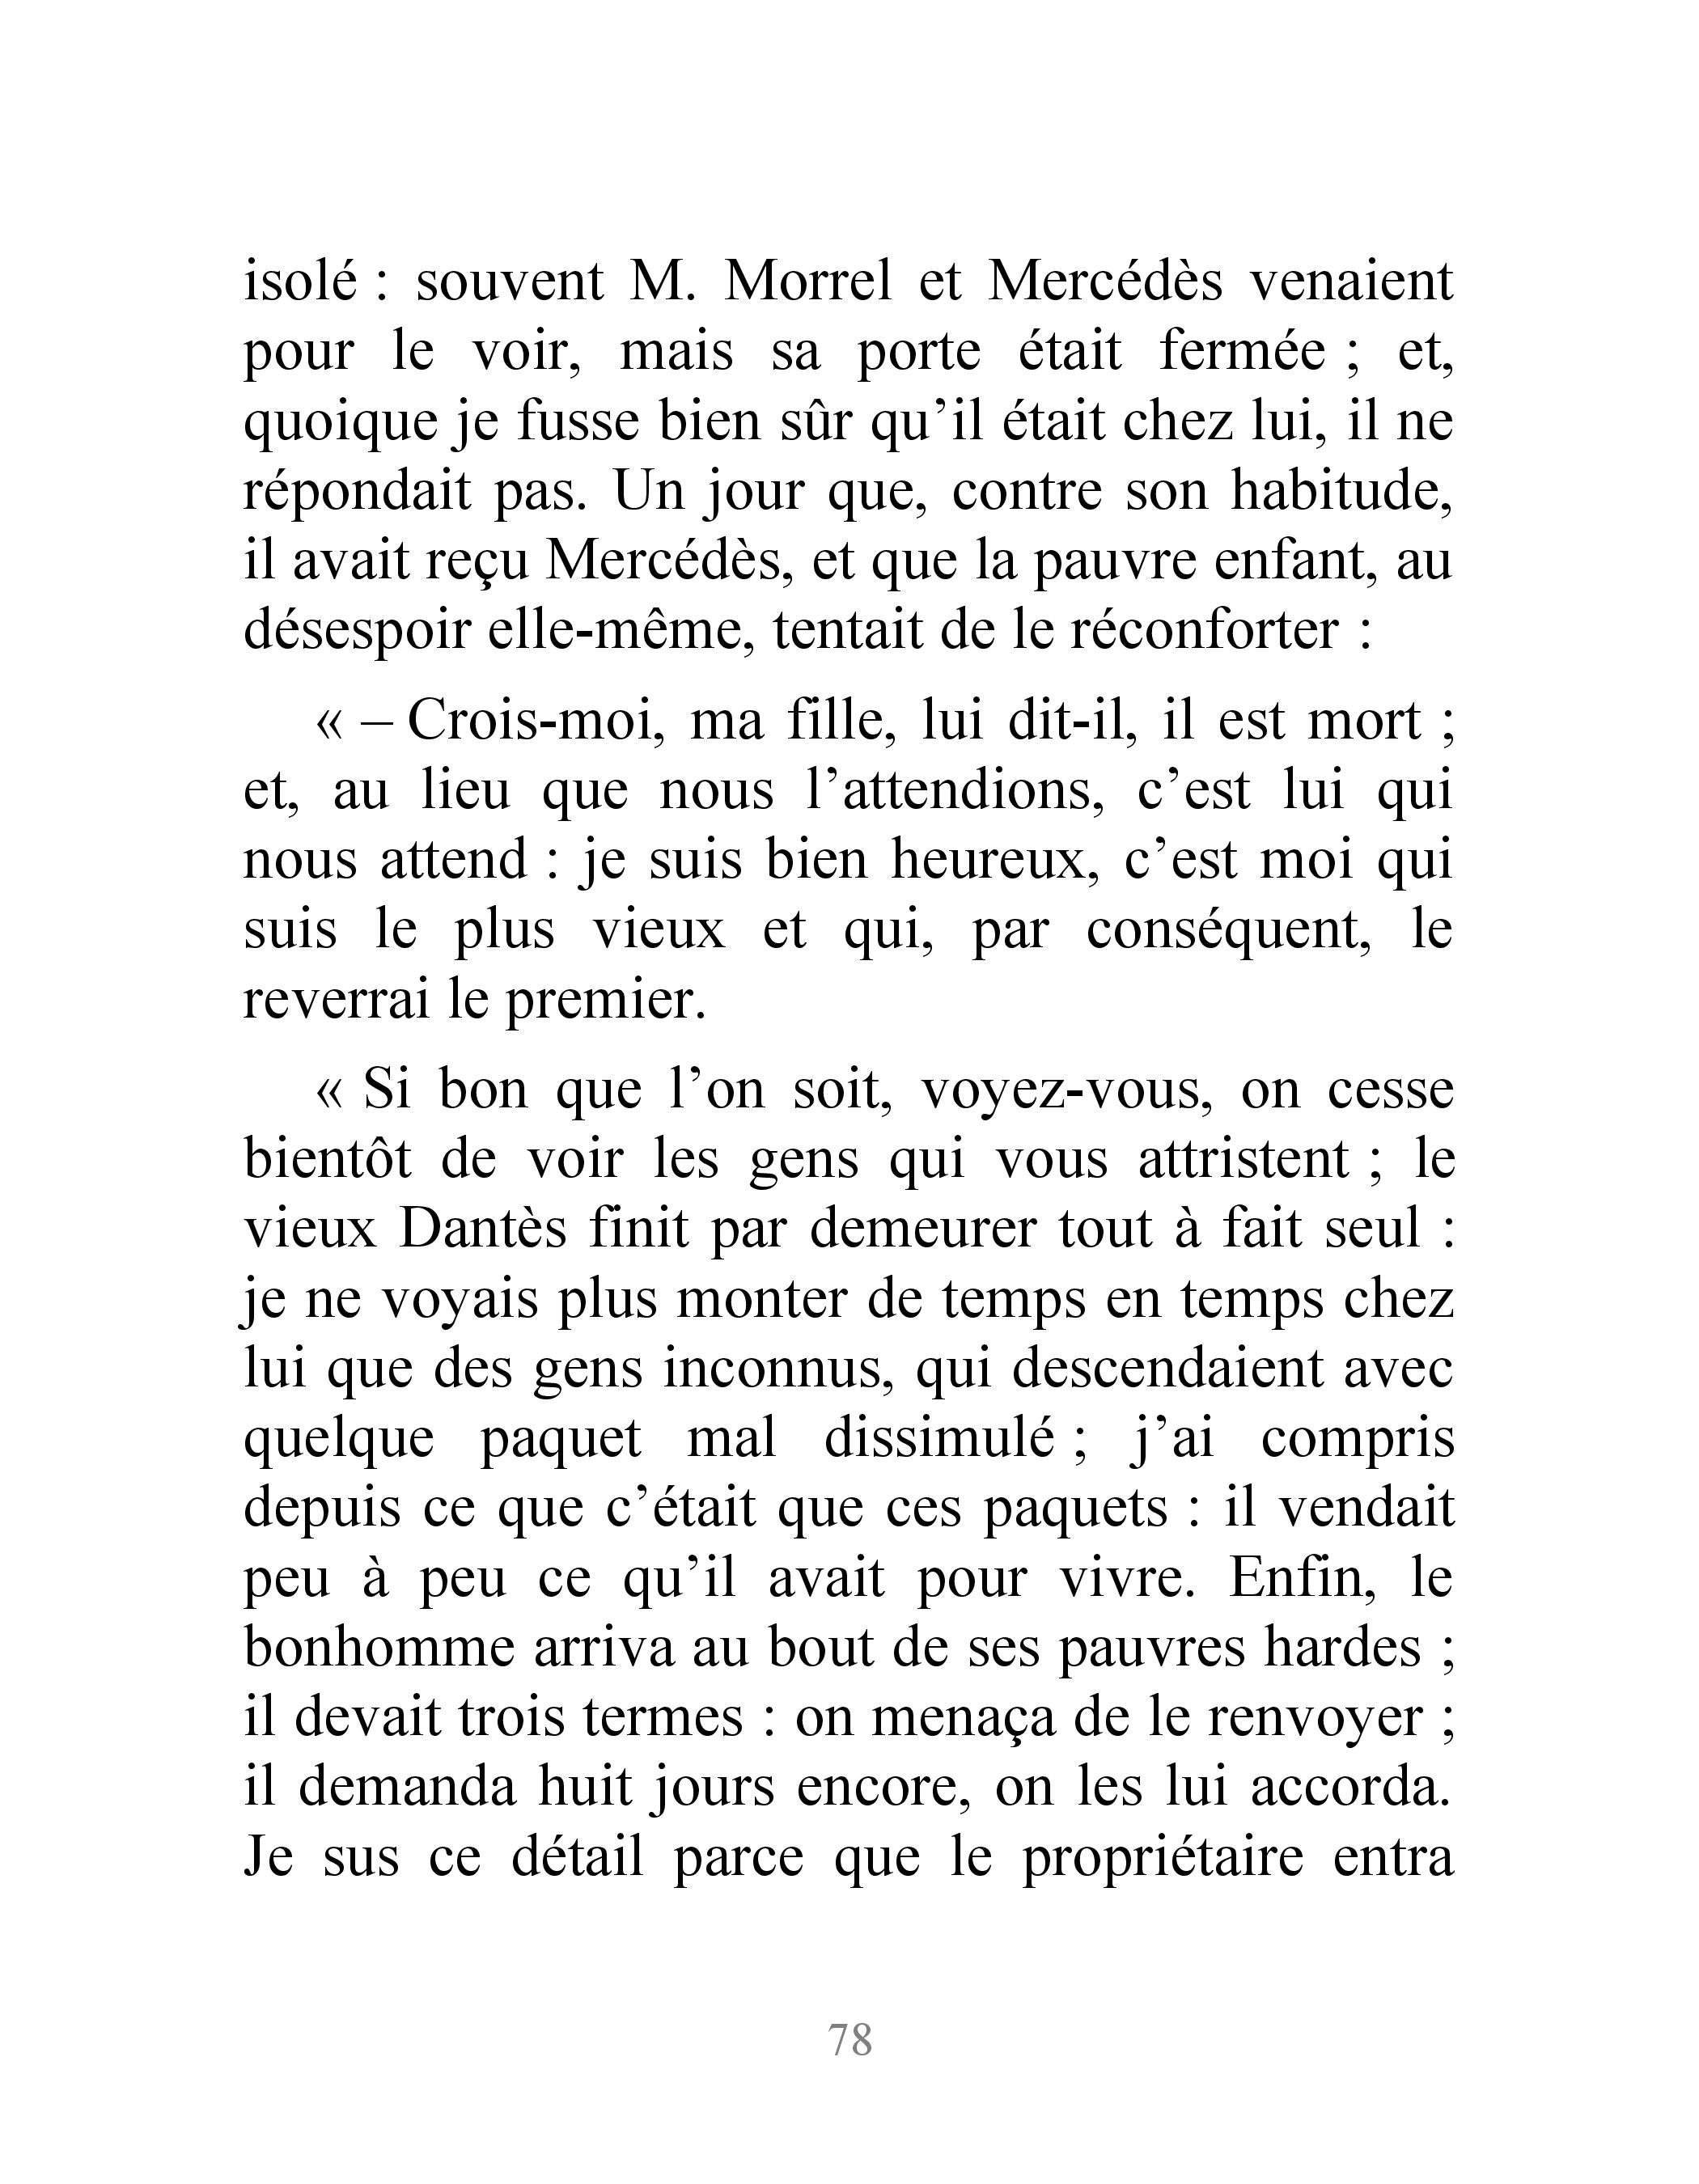 isolé : souvent M. Morrel et Mercédès venaient
pour le voir, mais sa porte était fermée ; et,
quoique je fusse bien sûr qu’il était chez lui, il ne
répondait pas. Un jour que, contre son habitude,
il avait reçu Mercédès, et que la pauvre enfant, au
désespoir elle-même, tentait de le réconforter :
« – Crois-moi, ma fille, lui dit-il, il est mort ;
et, au lieu que nous l’attendions, c’est lui qui
nous attend : je suis bien heureux, c’est moi qui
suis le plus vieux et qui, par conséquent, le
reverrai le premier.
« Si bon que l’on soit, voyez-vous, on cesse
bientôt de voir les gens qui vous attristent ; le
vieux Dantès finit par demeurer tout à fait seul :
je ne voyais plus monter de temps en temps chez
lui que des gens inconnus, qui descendaient avec
quelque paquet mal dissimulé ; j’ai compris
depuis ce que c’était que ces paquets : il vendait
peu à peu ce qu’il avait pour vivre. Enfin, le
bonhomme arriva au bout de ses pauvres hardes ;
il devait trois termes : on menaça de le renvoyer ;
il demanda huit jours encore, on les lui accorda.
Je sus ce détail parce que le propriétaire entra
78